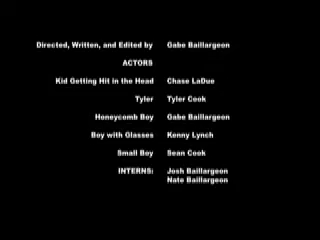 Directed, Written, and Edited by Gabe Baillargeon
ACTORS
Kid Getting Hit in the Head Chase LaDue
Tyler Tyler Cook
Honeycomb Boy Gabe Baillargeon
Boy with Glasses Kenny Lynch
Small Boy Sean Cook
INTERNS: Josh Baillargeon
Nate Baillargeon